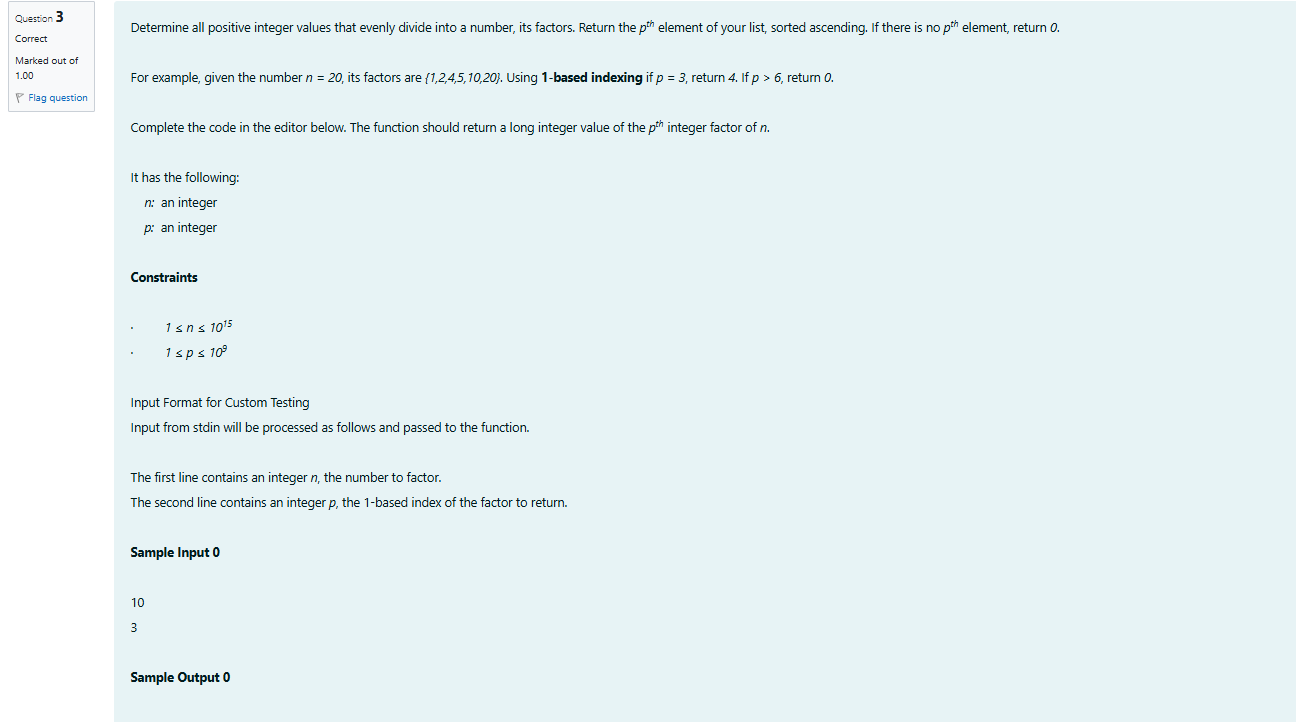 Question 3
Correct
Marked out of
1.00
Flag question
Determine all positive integer values that evenly divide into a number, its factors. Return the pth element of your list, sorted ascending. If there is no pth element, return 0.
For example, given the number n = 20, its factors are {1,2,4,5,10,20}. Using 1-based indexing if p = 3, return 4. If p > 6, return 0.
Complete the code in the editor below. The function should return a long integer value of the pth integer factor of n.
It has the following:
n: an integer
p: an integer
Constraints
· 1 ≤ n ≤ 10^15
· 1 ≤ p ≤ 10^9
Input Format for Custom Testing
Input from stdin will be processed as follows and passed to the function.
The first line contains an integer n, the number to factor.
The second line contains an integer p, the 1-based index of the factor to return.
Sample Input 0
10
3
Sample Output 0